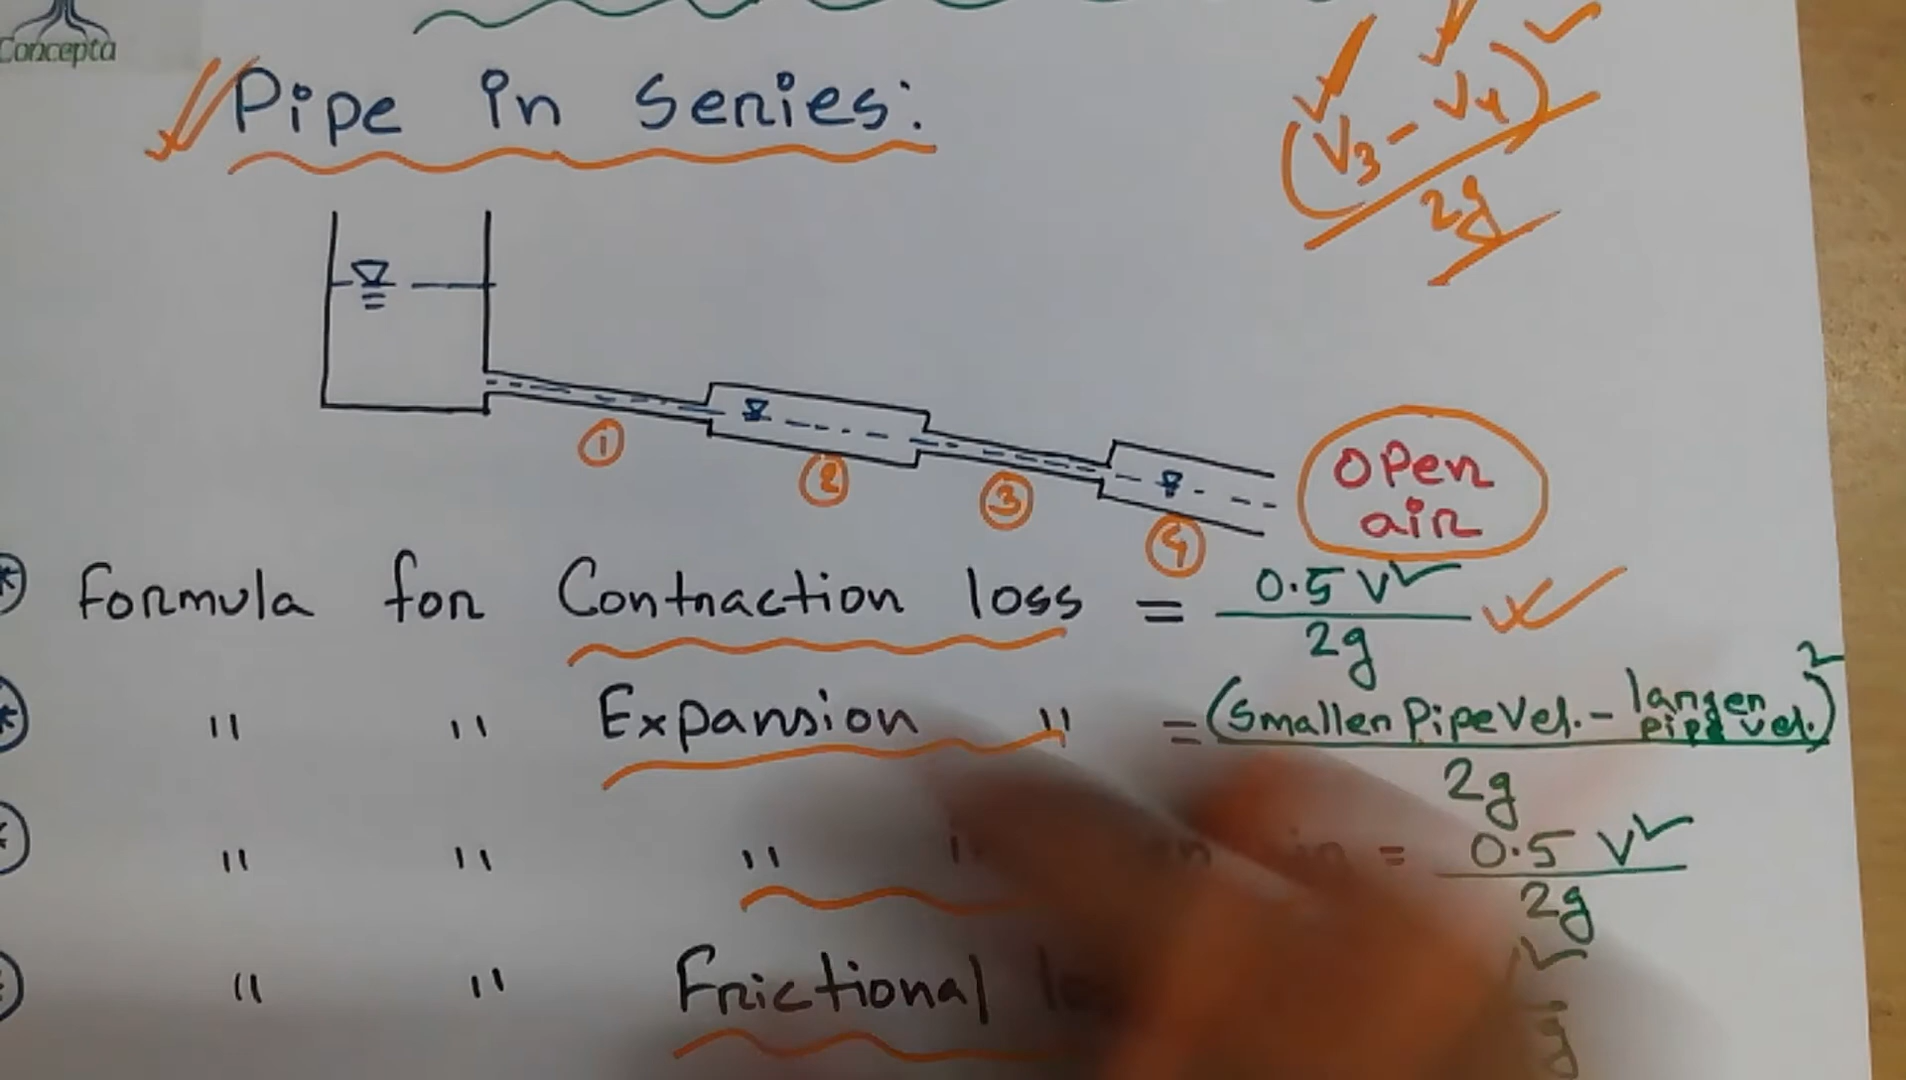 Concepta
Pipe in series:
(V3 - V4)²
2g
1
2
3
4
open
air
Formula for Contraction loss = 0.5 V²
2g
" " Expansion " = (Smaller pipe vel. - larger pipe vel.)²
2g
" " " = 0.5 V²
2g
" " Frictional